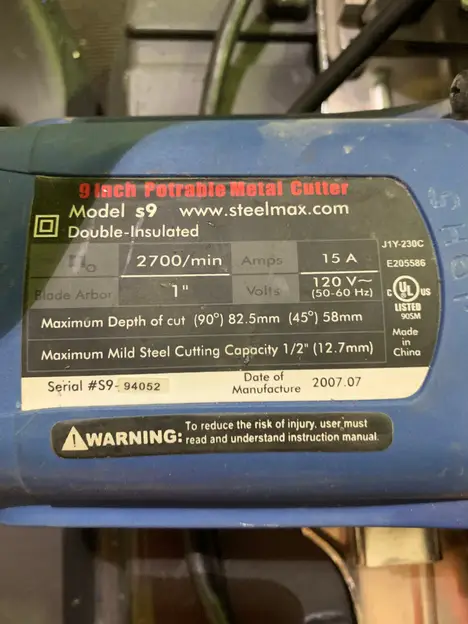 9 Inch Potrable Metal Cutter
Model s9 www.steelmax.com
Double-Insulated
J1Y-230C
n₀ 2700/min Amps 15 A
E205586
Blade Arbor 1" Volts 120 V~
(50-60 Hz)
C UL US
LISTED
90SM
Maximum Depth of cut (90°) 82.5mm (45°) 58mm
Made in
China
Maximum Mild Steel Cutting Capacity 1/2" (12.7mm)
Serial #S9-94052 Date of Manufacture 2007.07
WARNING: To reduce the risk of injury, user must
read and understand instruction manual.